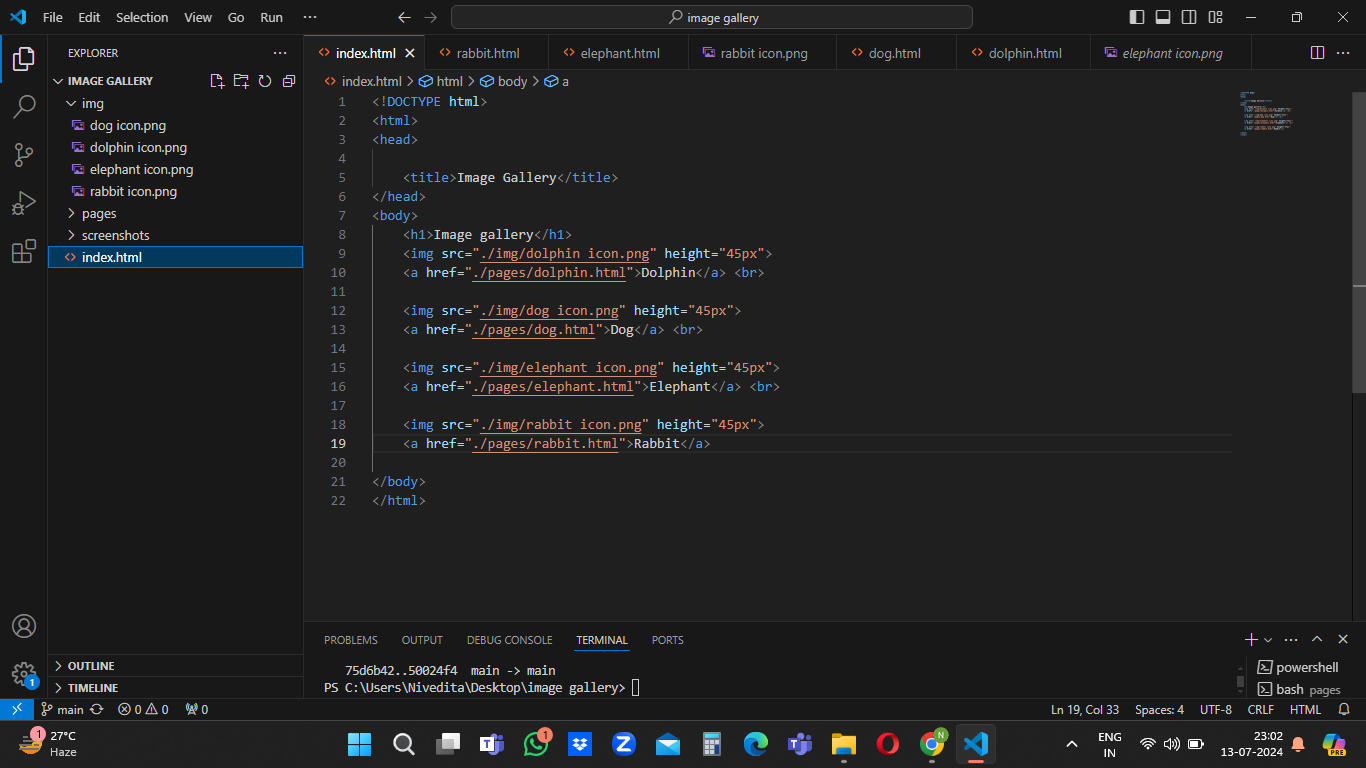 File Edit Selection View Go Run ··· image gallery
EXPLORER ···
IMAGE GALLERY
img
dog icon.png
dolphin icon.png
elephant icon.png
rabbit icon.png
pages
screenshots
index.html
OUTLINE
TIMELINE
index.html rabbit.html elephant.html rabbit icon.png dog.html dolphin.html elephant icon.png ···
index.html > html > body > a
1 <!DOCTYPE html>
2 <html>
3 <head>
4
5 <title>Image Gallery</title>
6 </head>
7 <body>
8 <h1>Image gallery</h1>
9 <img src="./img/dolphin icon.png" height="45px">
10 <a href="./pages/dolphin.html">Dolphin</a> <br>
11
12 <img src="./img/dog icon.png" height="45px">
13 <a href="./pages/dog.html">Dog</a> <br>
14
15 <img src="./img/elephant icon.png" height="45px">
16 <a href="./pages/elephant.html">Elephant</a> <br>
17
18 <img src="./img/rabbit icon.png" height="45px">
19 <a href="./pages/rabbit.html">Rabbit</a>
20
21 </body>
22 </html>
PROBLEMS OUTPUT DEBUG CONSOLE TERMINAL PORTS
75d6b42..50024f4 main -> main
PS C:\Users\Nivedita\Desktop\image gallery>
powershell
bash pages
1
main 0 0 0 Ln 19, Col 33 Spaces: 4 UTF-8 CRLF HTML
1
27°C
Haze
1
N
PRE
ENG
IN
23:02
13-07-2024